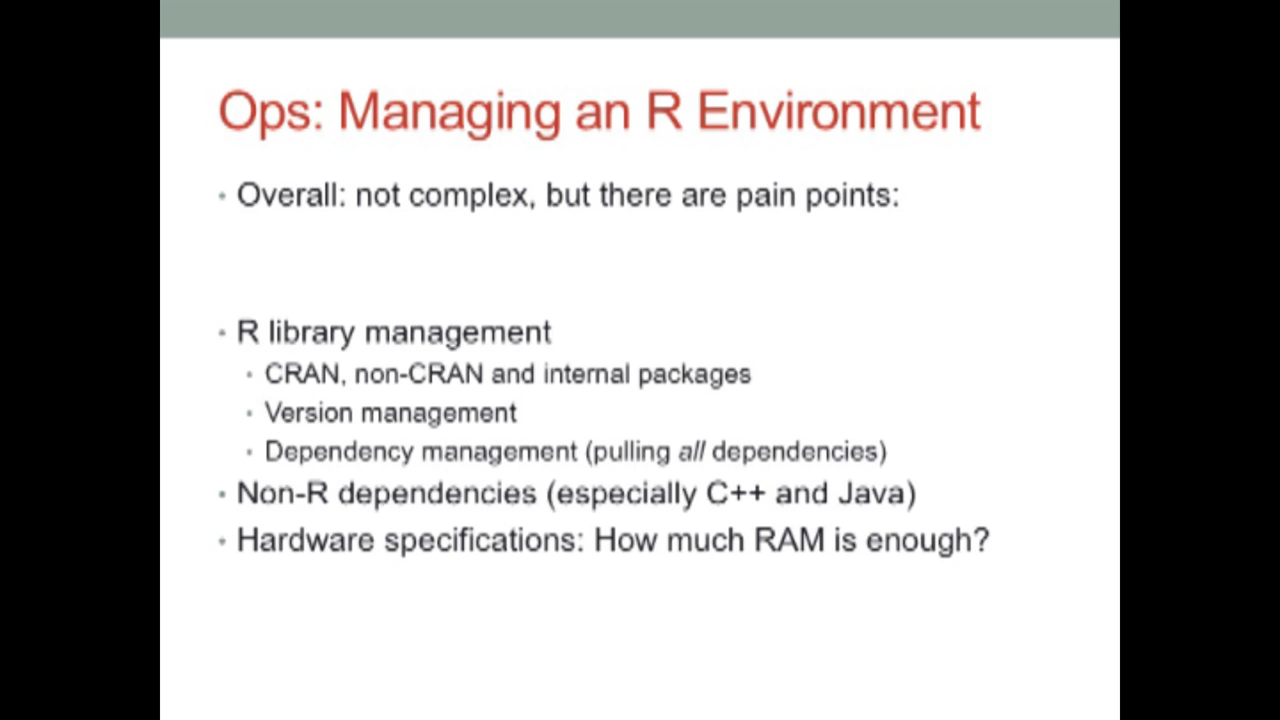 Ops: Managing an R Environment
• Overall: not complex, but there are pain points:
• R library management
• CRAN, non-CRAN and internal packages
• Version management
• Dependency management (pulling all dependencies)
• Non-R dependencies (especially C++ and Java)
• Hardware specifications: How much RAM is enough?